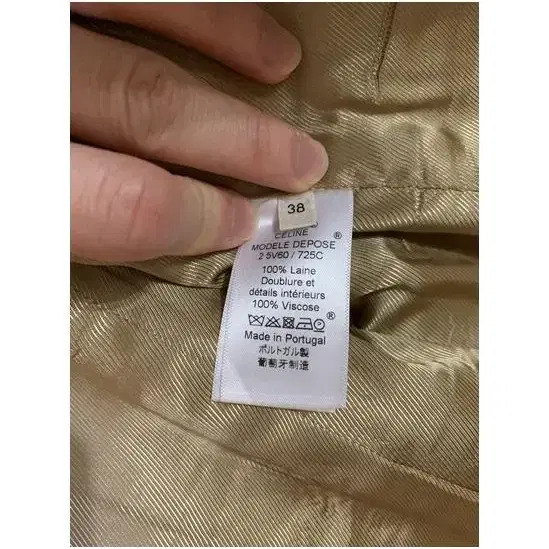 38
CELINE ®
MODELE DEPOSE
2 5V60 / 725C
100% Laine
Doublure et
détails intérieurs
100% Viscose
®
Made in Portugal
ポルトガル製
葡萄牙制造